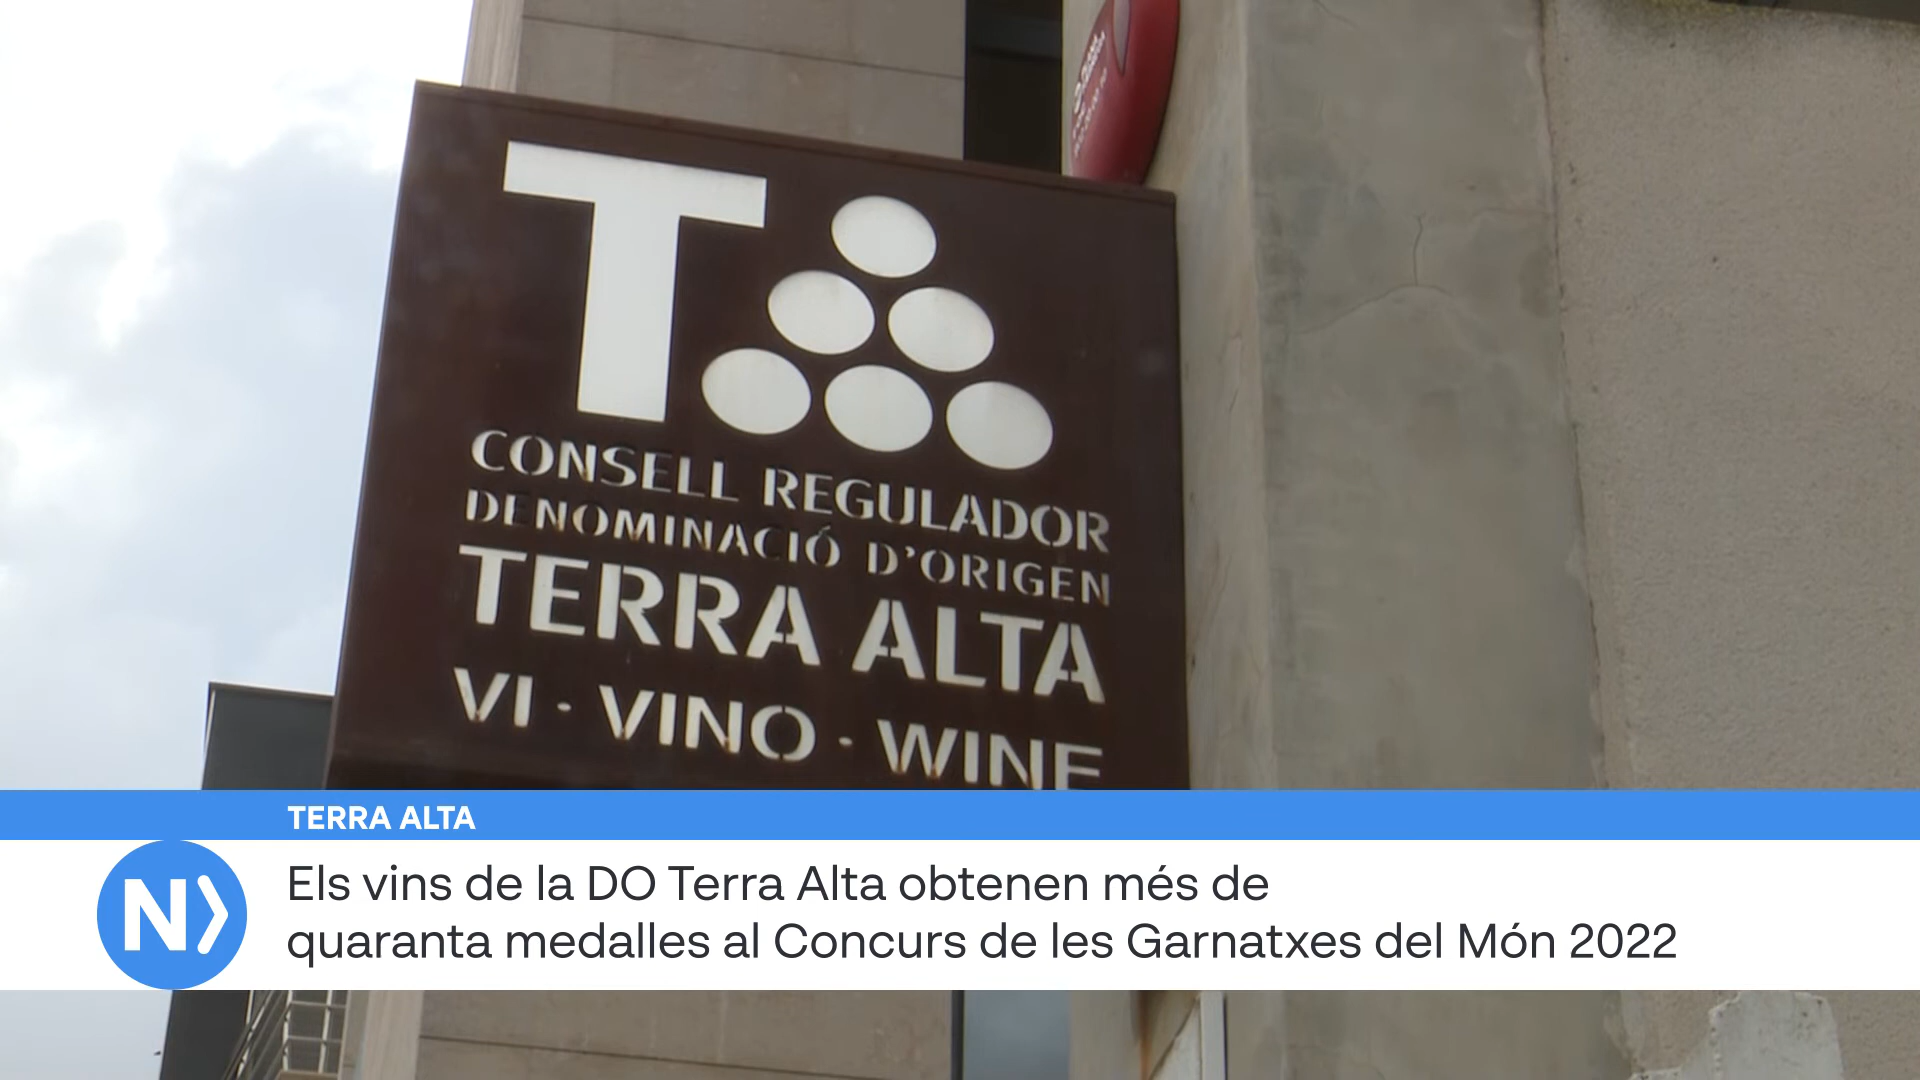 T
CONSELL REGULADOR
DENOMINACIÓ D'ORIGEN
TERRA ALTA
VI · VINO · WINE
TERRA ALTA
N
Els vins de la DO Terra Alta obtenen més de
quaranta medalles al Concurs de les Garnatxes del Món 2022